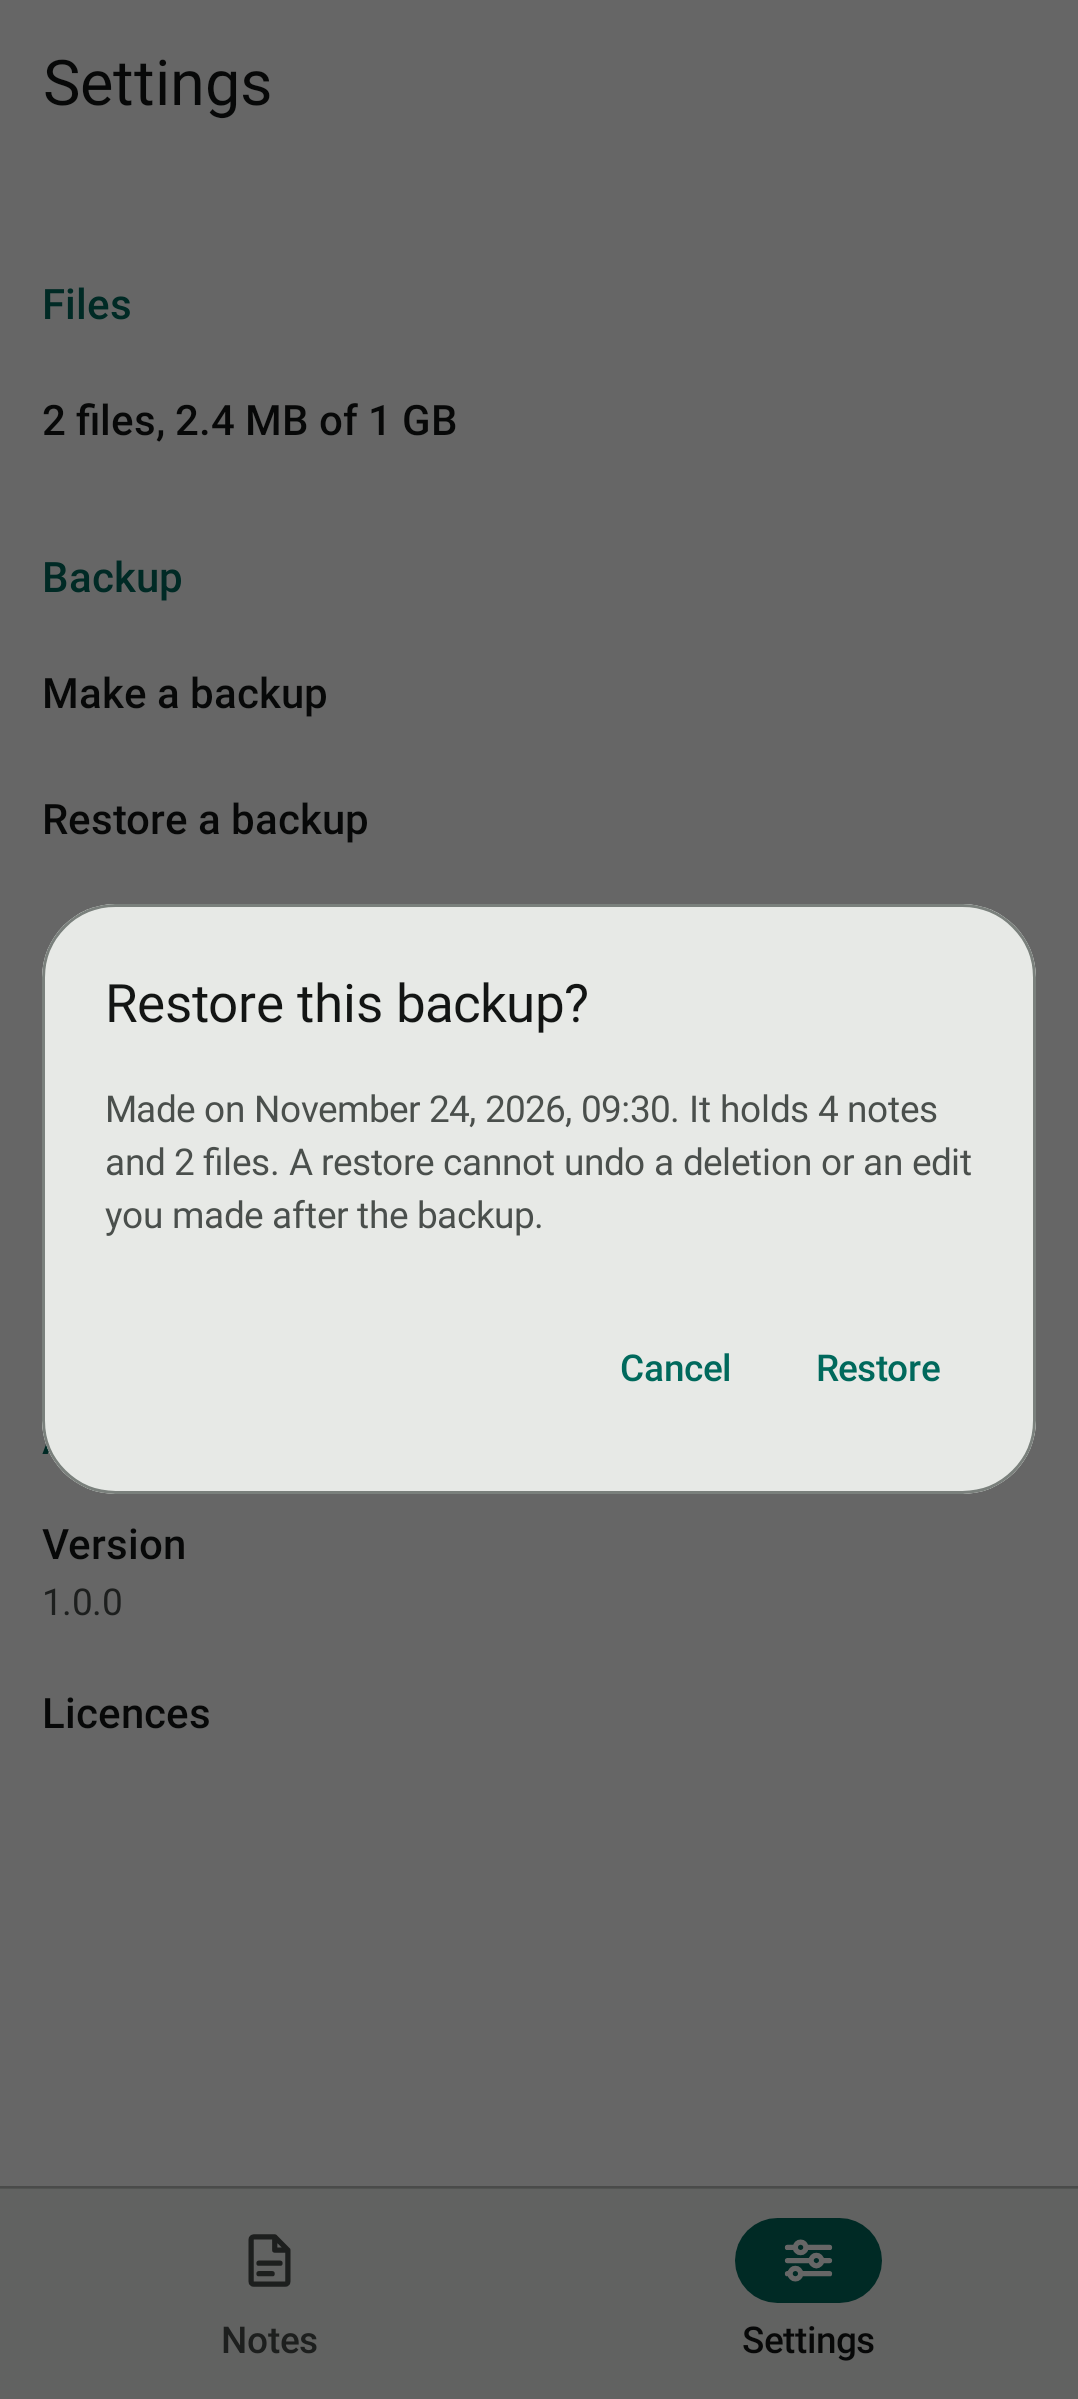 Settings
Files
2 files, 2.4 MB of 1 GB
Backup
Make a backup
Restore a backup
Restore this backup?
Made on November 24, 2026, 09:30. It holds 4 notes
and 2 files. A restore cannot undo a deletion or an edit
you made after the backup.
Cancel
Restore
Version
1.0.0
Licences
Notes
Settings